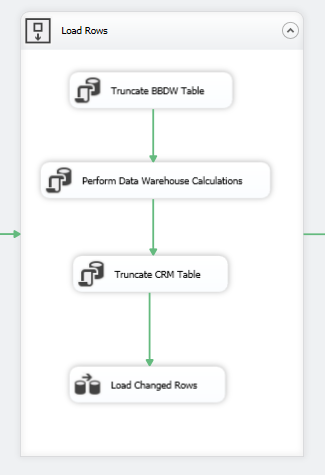 Load Rows
Truncate BBDW Table
Perform Data Warehouse Calculations
Truncate CRM Table
Load Changed Rows